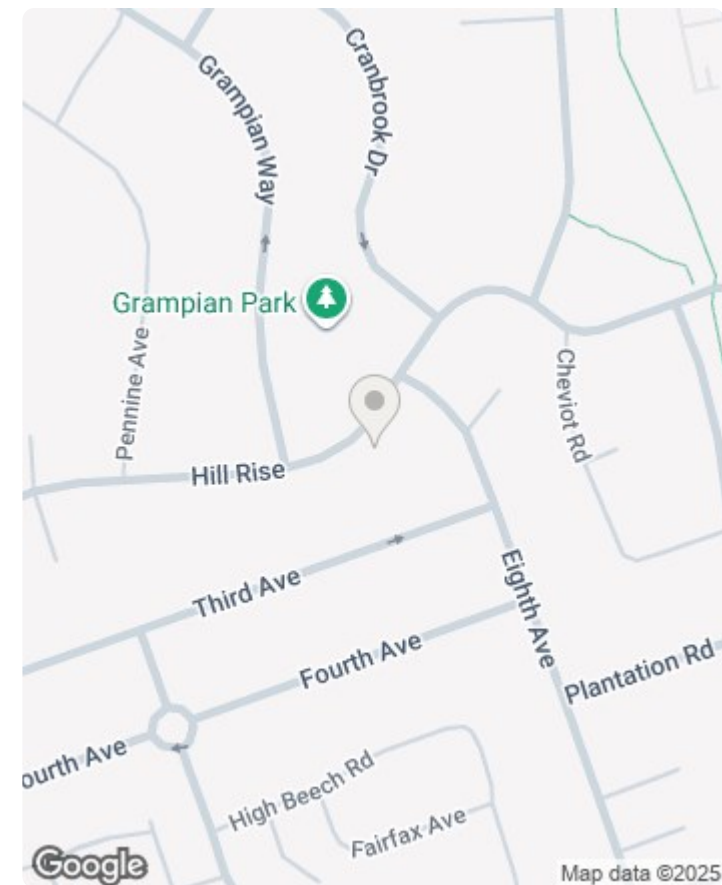 Grampian Way
Cranbrook Dr
Grampian Park
Pennine Ave
Cheviot Rd
Hill Rise
Third Ave
Eighth Ave
Fourth Ave
Plantation Rd
ourth Ave
High Beech Rd
Fairfax Ave
Google
Map data ©2025